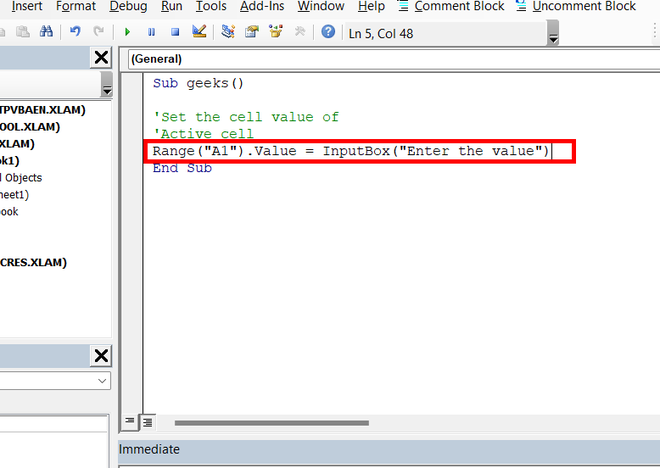 Insert Format Debug Run Tools Add-Ins Window Help Comment Block Uncomment Block
Ln 5, Col 48
(General)
Sub geeks()
'Set the cell value of
'Active cell
Range("A1").Value = InputBox("Enter the value")
End Sub
TPVBAEN.XLAM)
OOL.XLAM)
.XLAM)
ok1)
l Objects
heet1)
book
CRES.XLAM)
Immediate